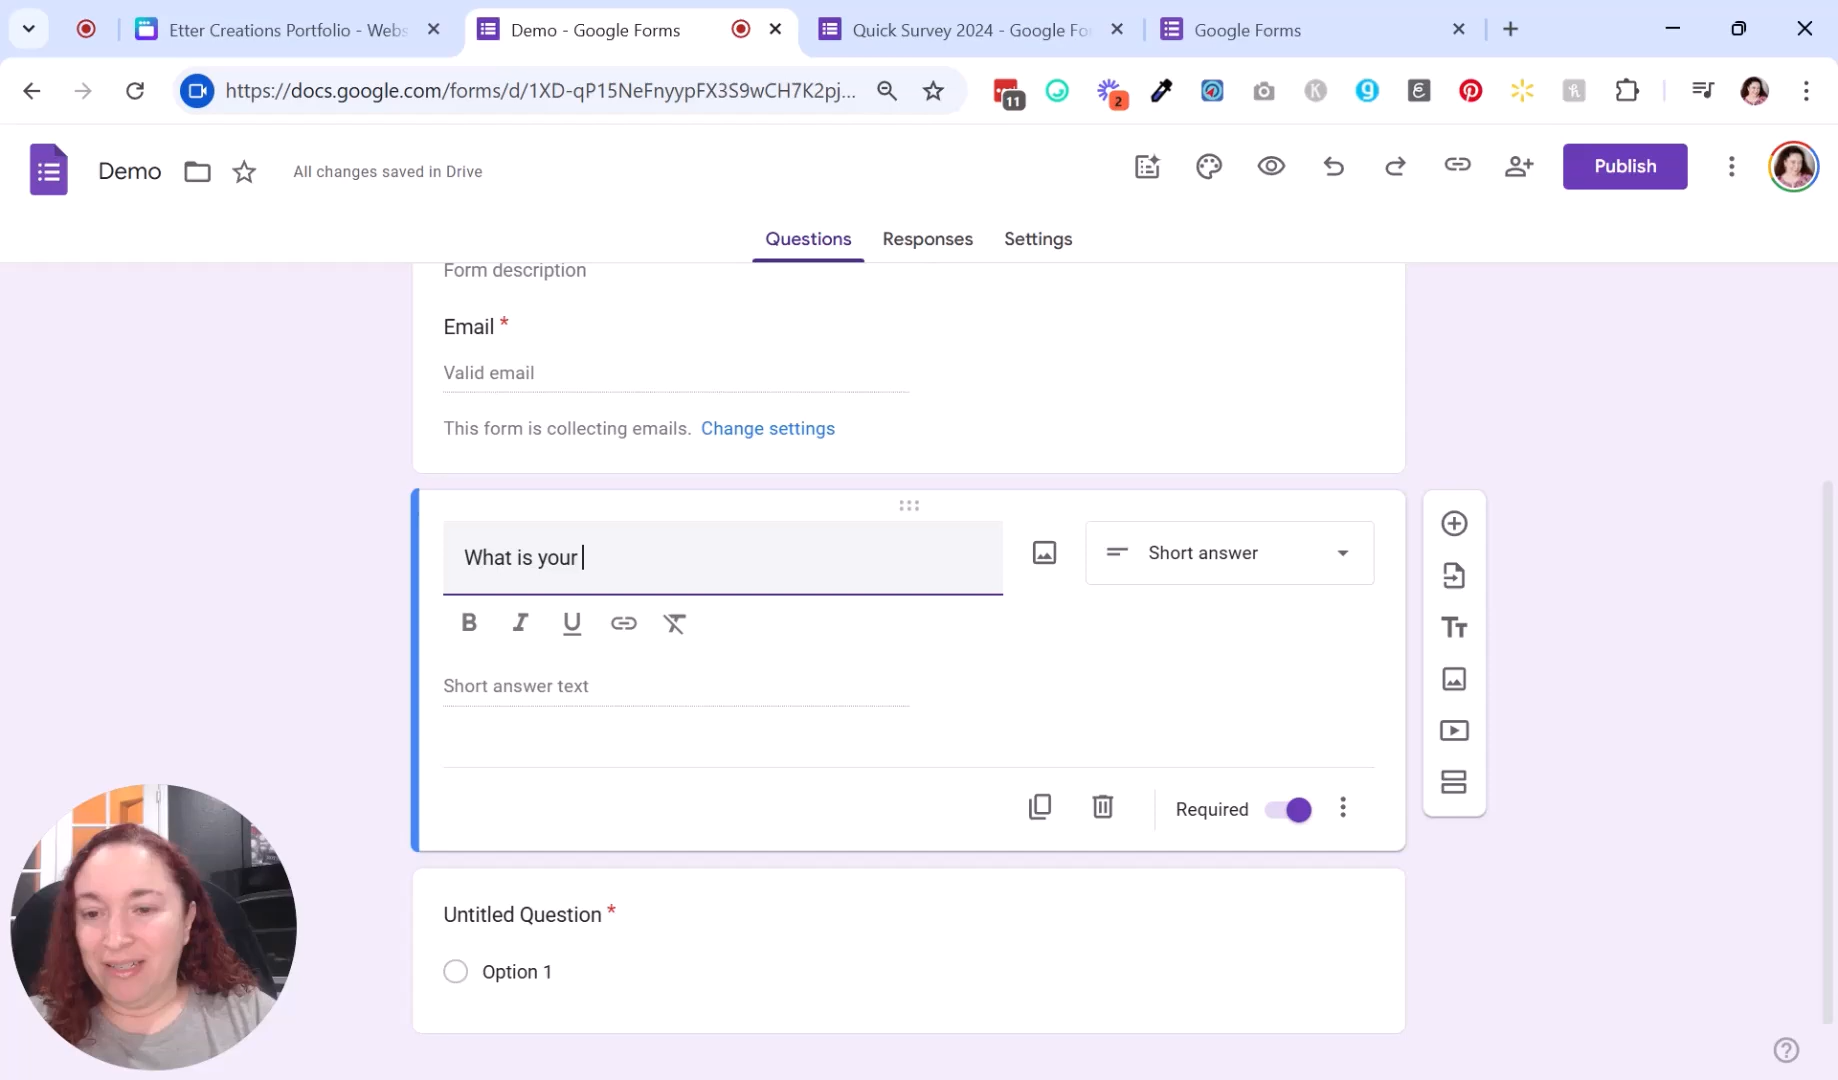 Etter Creations Portfolio - Webs
Demo - Google Forms
Quick Survey 2024 - Google Fo
Google Forms
https://docs.google.com/forms/d/1XD-qP15NeFnyypFX3S9wCH7K2pj...
11
2
Demo
All changes saved in Drive
Publish
Questions
Responses
Settings
Form description
Email *
Valid email
This form is collecting emails. Change settings
What is your
Short answer
B I U
Short answer text
Required
Untitled Question *
Option 1